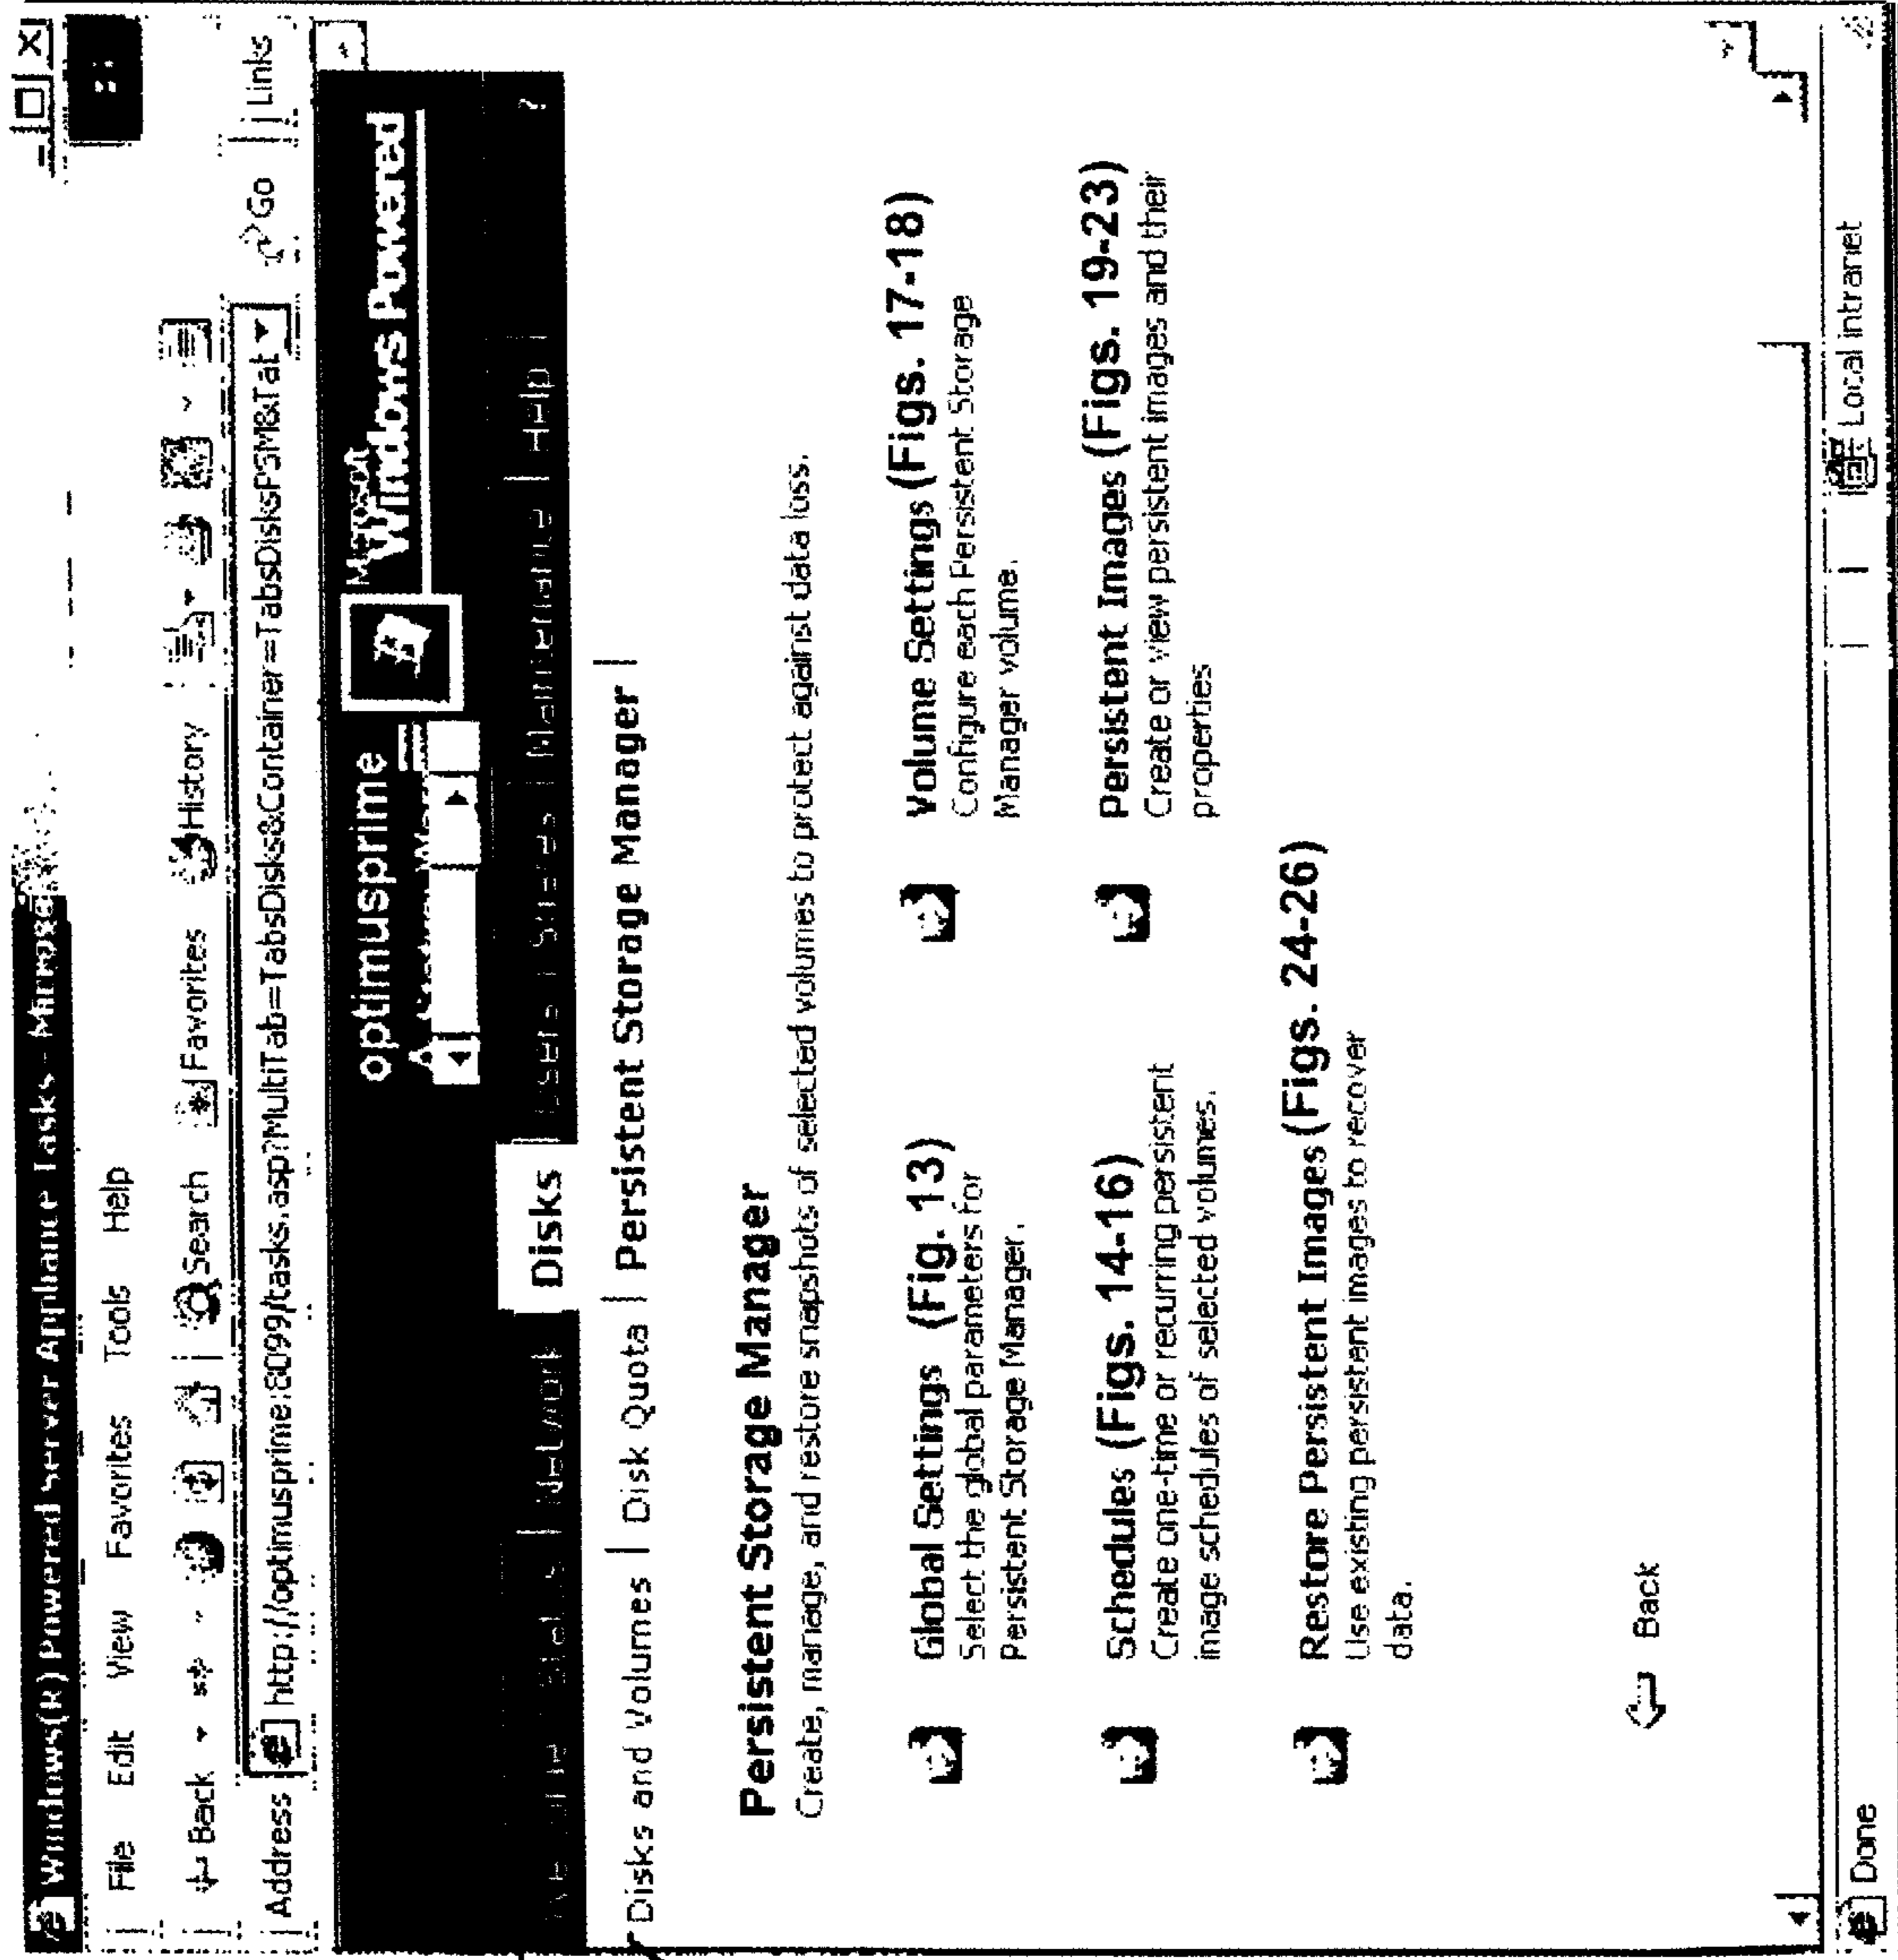 Windows(R) Powered Server Appliance Tasks - Microsof
File Edit View Favorites Tools Help
Back Search Favorites History
Address http://optimusprime:8099/tasks.asp?MultiTab=TabsDisks&Container=TabsDisksPSM&Tat Go Links
optimusprime Microsoft Windows Powered
Status | Network | Disks | Users | Shares | Maintenance | Help | ?
Disks and Volumes | Disk Quota | Persistent Storage Manager |
Persistent Storage Manager
Create, manage, and restore snapshots of selected volumes to protect against data loss.
Global Settings (Fig. 13)
Select the global parameters for
Persistent Storage Manager.
Volume Settings (Figs. 17-18)
Configure each Persistent Storage
Manager volume.
Schedules (Figs. 14-16)
Create one-time or recurring persistent
image schedules of selected volumes.
Persistent Images (Figs. 19-23)
Create or view persistent images and their
properties
Restore Persistent Images (Figs. 24-26)
Use existing persistent images to recover
data.
Back
Done Local intranet